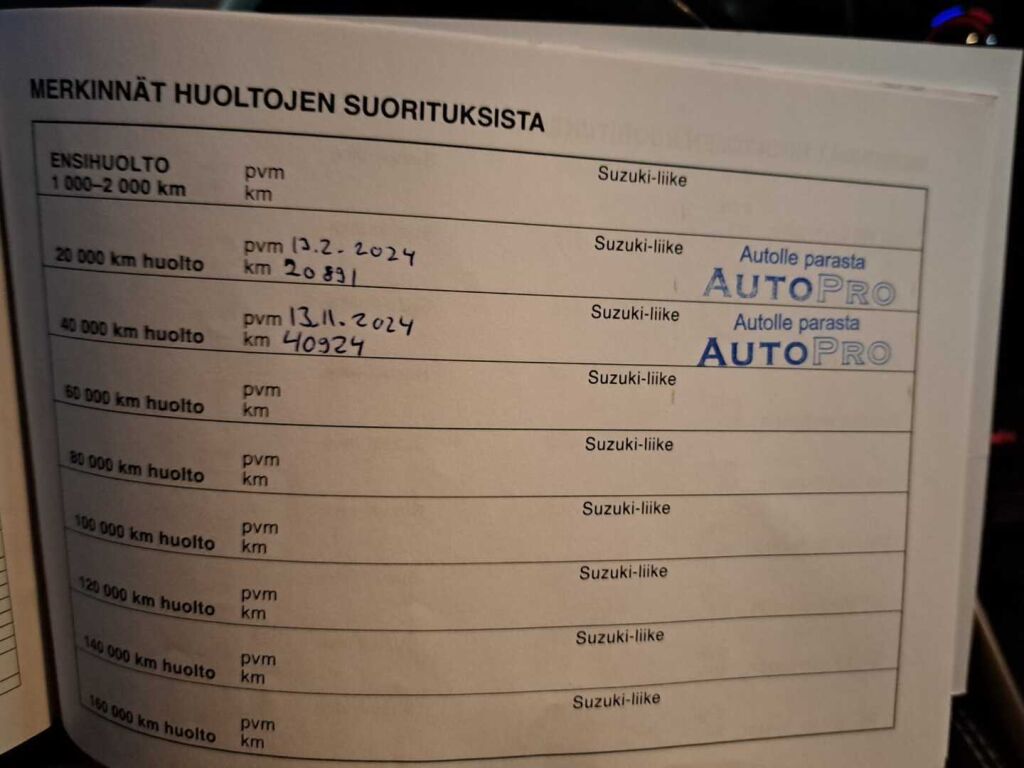 MERKINNÄT HUOLTOJEN SUORITUKSISTA
ENSIHUOLTO pvm Suzuki-liike
1 000–2 000 km km
pvm 13.2.2024 Suzuki-liike Autolle parasta
20 000 km huolto km 20891 AUTOPRO
pvm 13.11.2024 Suzuki-liike Autolle parasta
40 000 km huolto km 40924 AUTOPRO
60 000 km huolto pvm Suzuki-liike
km
80 000 km huolto pvm Suzuki-liike
km
100 000 km huolto pvm Suzuki-liike
km
120 000 km huolto pvm Suzuki-liike
km
140 000 km huolto pvm Suzuki-liike
km
160 000 km huolto pvm Suzuki-liike
km